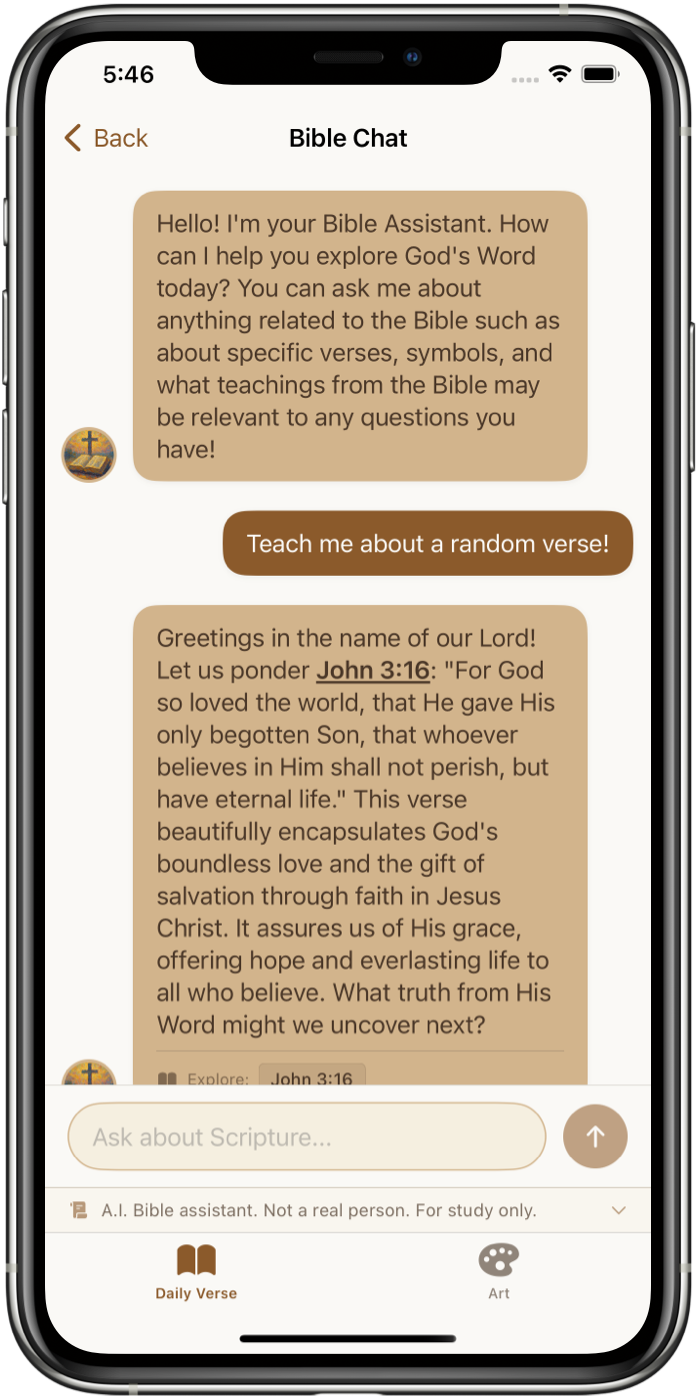 5:46
Back
Bible Chat
Hello! I'm your Bible Assistant. How
can I help you explore God's Word
today? You can ask me about
anything related to the Bible such as
about specific verses, symbols, and
what teachings from the Bible may
be relevant to any questions you
have!
Teach me about a random verse!
Greetings in the name of our Lord!
Let us ponder John 3:16: "For God
so loved the world, that He gave His
only begotten Son, that whoever
believes in Him shall not perish, but
have eternal life." This verse
beautifully encapsulates God's
boundless love and the gift of
salvation through faith in Jesus
Christ. It assures us of His grace,
offering hope and everlasting life to
all who believe. What truth from His
Word might we uncover next?
Explore: John 3:16
Ask about Scripture...
A.I. Bible assistant. Not a real person. For study only.
Daily Verse
Art